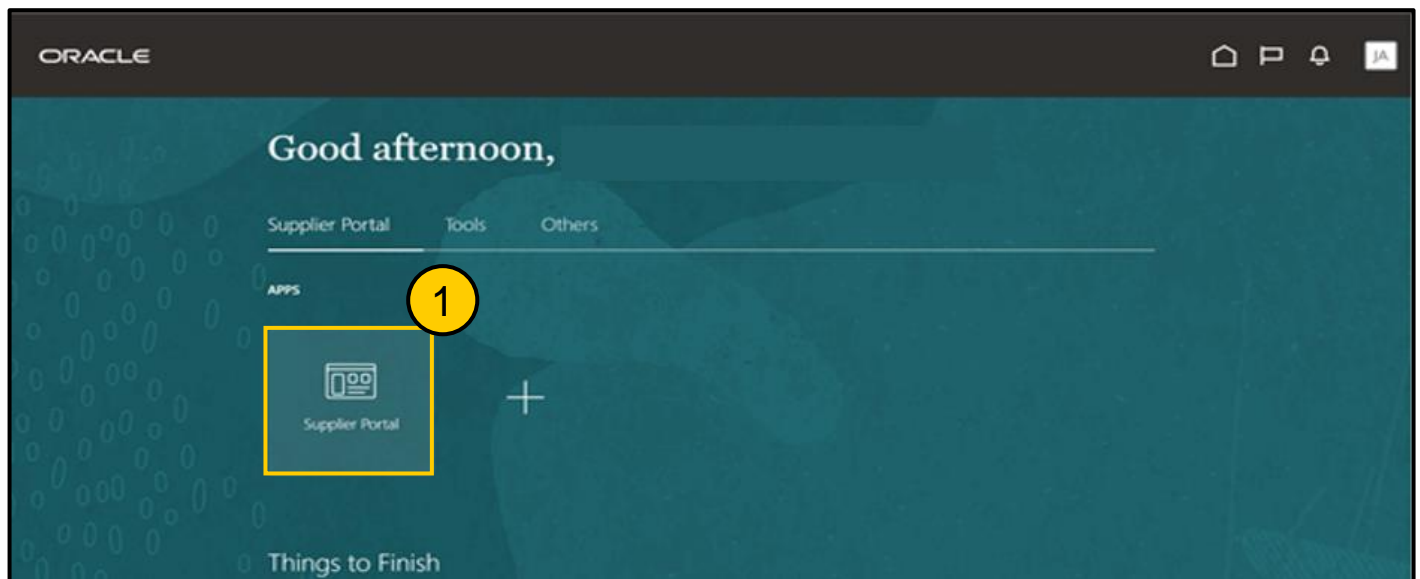 ORACLE
JA
Good afternoon,
Supplier Portal Tools Others
APPS
1
Supplier Portal
Things to Finish